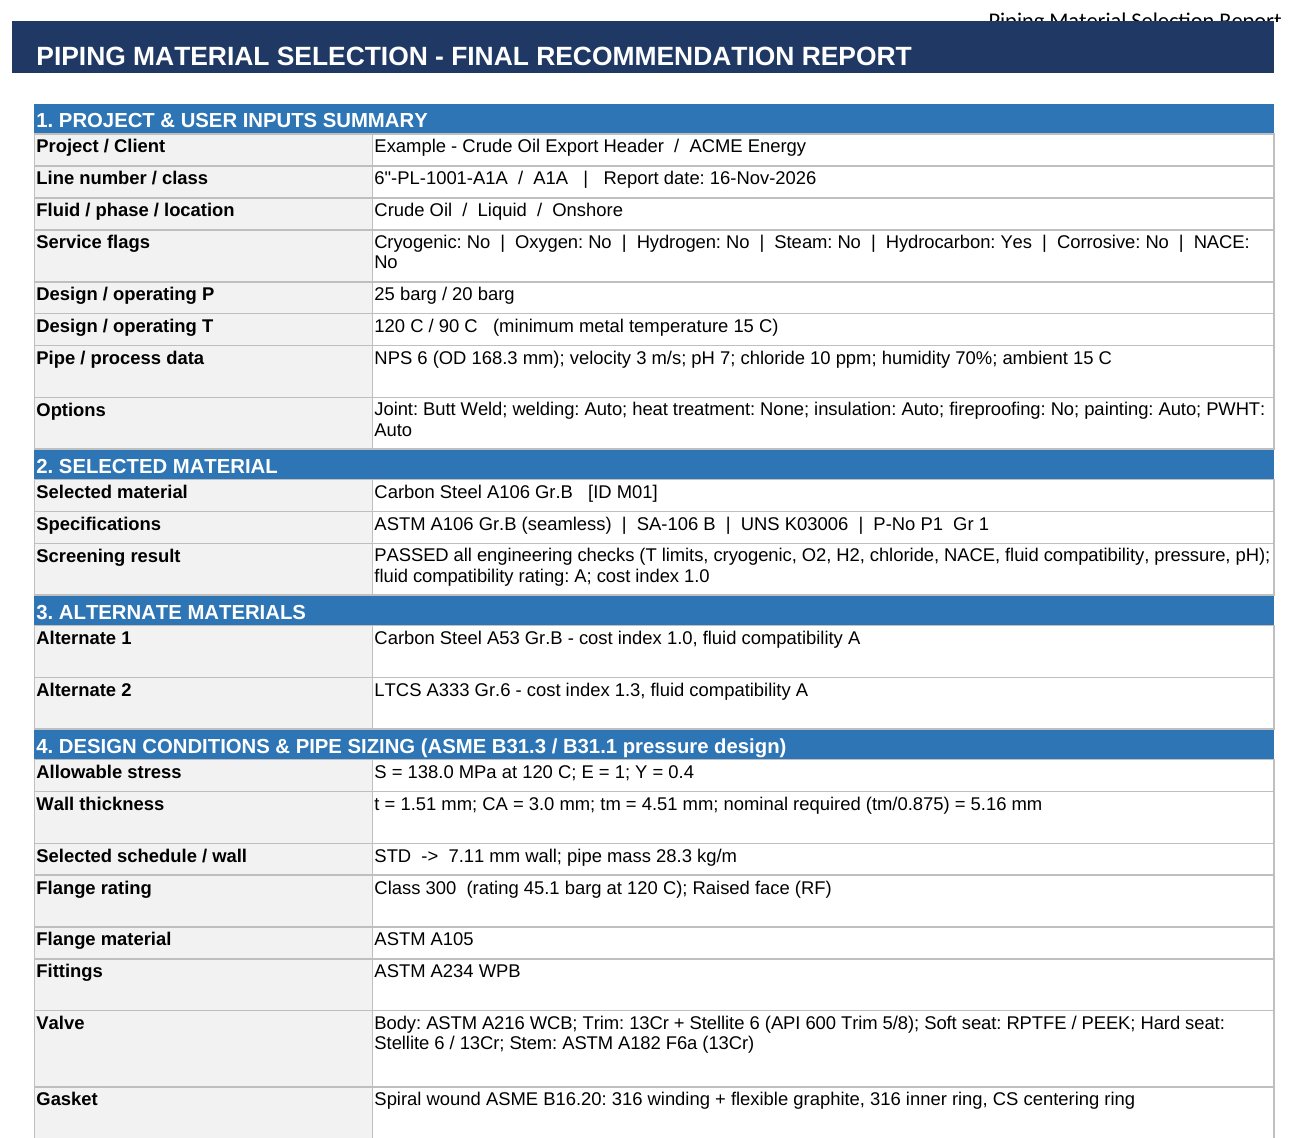 Piping Material Selection Report
PIPING MATERIAL SELECTION - FINAL RECOMMENDATION REPORT
1. PROJECT & USER INPUTS SUMMARY
Project / Client Example - Crude Oil Export Header / ACME Energy
Line number / class 6"-PL-1001-A1A / A1A | Report date: 16-Nov-2026
Fluid / phase / location Crude Oil / Liquid / Onshore
Service flags Cryogenic: No | Oxygen: No | Hydrogen: No | Steam: No | Hydrocarbon: Yes | Corrosive: No | NACE:
No
Design / operating P 25 barg / 20 barg
Design / operating T 120 C / 90 C (minimum metal temperature 15 C)
Pipe / process data NPS 6 (OD 168.3 mm); velocity 3 m/s; pH 7; chloride 10 ppm; humidity 70%; ambient 15 C
Options Joint: Butt Weld; welding: Auto; heat treatment: None; insulation: Auto; fireproofing: No; painting: Auto; PWHT:
Auto
2. SELECTED MATERIAL
Selected material Carbon Steel A106 Gr.B [ID M01]
Specifications ASTM A106 Gr.B (seamless) | SA-106 B | UNS K03006 | P-No P1 Gr 1
Screening result PASSED all engineering checks (T limits, cryogenic, O2, H2, chloride, NACE, fluid compatibility, pressure, pH);
fluid compatibility rating: A; cost index 1.0
3. ALTERNATE MATERIALS
Alternate 1 Carbon Steel A53 Gr.B - cost index 1.0, fluid compatibility A
Alternate 2 LTCS A333 Gr.6 - cost index 1.3, fluid compatibility A
4. DESIGN CONDITIONS & PIPE SIZING (ASME B31.3 / B31.1 pressure design)
Allowable stress S = 138.0 MPa at 120 C; E = 1; Y = 0.4
Wall thickness t = 1.51 mm; CA = 3.0 mm; tm = 4.51 mm; nominal required (tm/0.875) = 5.16 mm
Selected schedule / wall STD -> 7.11 mm wall; pipe mass 28.3 kg/m
Flange rating Class 300 (rating 45.1 barg at 120 C); Raised face (RF)
Flange material ASTM A105
Fittings ASTM A234 WPB
Valve Body: ASTM A216 WCB; Trim: 13Cr + Stellite 6 (API 600 Trim 5/8); Soft seat: RPTFE / PEEK; Hard seat:
Stellite 6 / 13Cr; Stem: ASTM A182 F6a (13Cr)
Gasket Spiral wound ASME B16.20: 316 winding + flexible graphite, 316 inner ring, CS centering ring